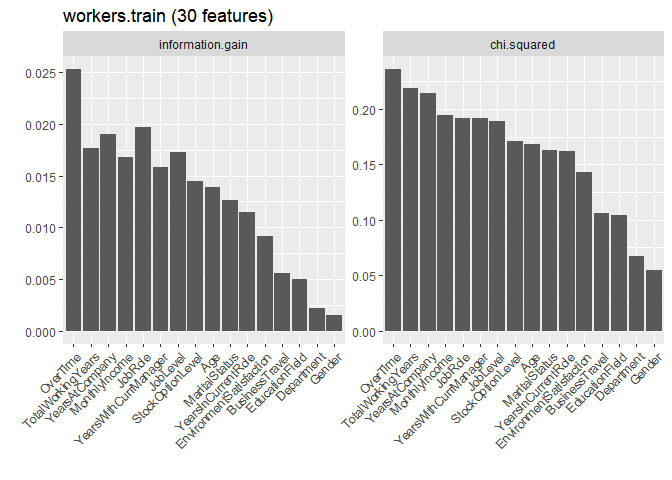 workers.train (30 features)
information.gain
chi.squared
0.025
0.020
0.015
0.010
0.005
0.000
0.20
0.15
0.10
0.05
0.00
OverTime
TotalWorkingYears
YearsAtCompany
MonthlyIncome
JobRole
YearsWithCurrManager
JobLevel
StockOptionLevel
Age
MaritalStatus
YearsInCurrentRole
EnvironmentSatisfaction
BusinessTravel
EducationField
Department
Gender
OverTime
TotalWorkingYears
YearsAtCompany
MonthlyIncome
JobRole
YearsWithCurrManager
JobLevel
StockOptionLevel
Age
MaritalStatus
YearsInCurrentRole
EnvironmentSatisfaction
BusinessTravel
EducationField
Department
Gender